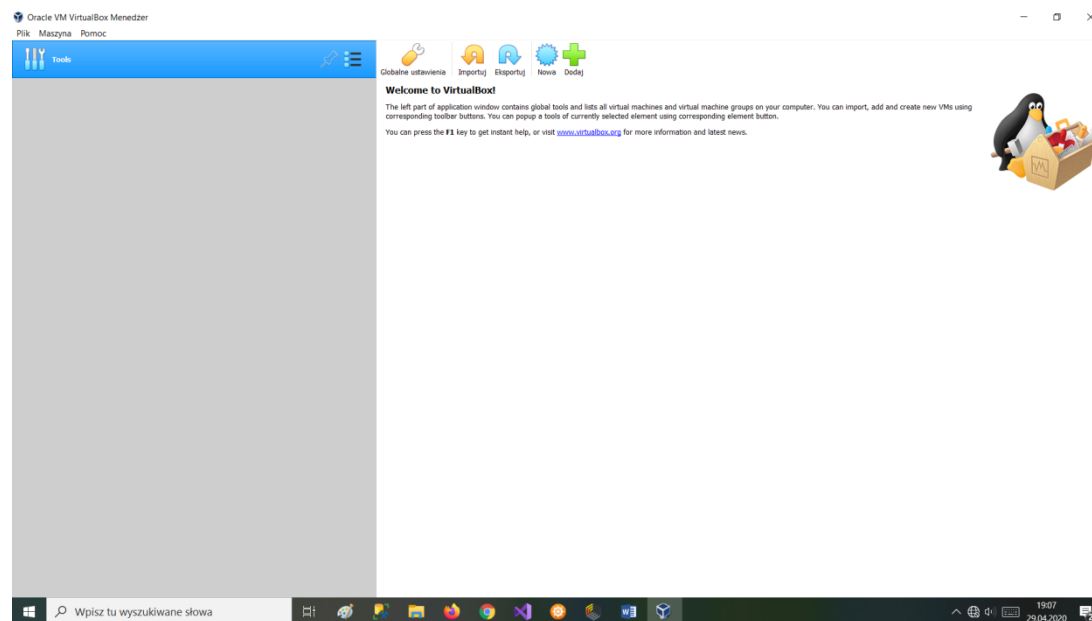 Oracle VM VirtualBox Menedżer
Plik Maszyna Pomoc
Tools
Globalne ustawienia Importuj Eksportuj Nowa Dodaj
Welcome to VirtualBox!
The left part of application window contains global tools and lists all virtual machines and virtual machine groups on your computer. You can import, add and create new VMs using
corresponding toolbar buttons. You can popup a tools of currently selected element using corresponding element button.
You can press the F1 key to get instant help, or visit www.virtualbox.org for more information and latest news.
VM
Wpisz tu wyszukiwane słowa
19:07
29.04.2020